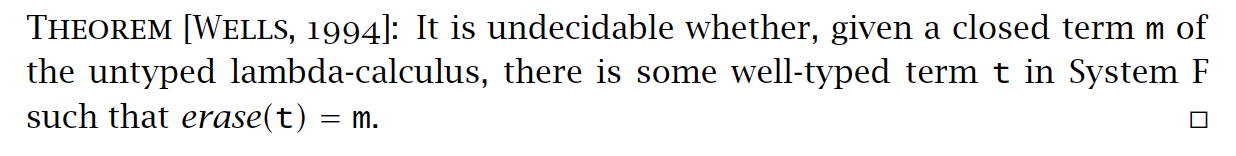 THEOREM [WELLS, 1994]: It is undecidable whether, given a closed term m of
the untyped lambda-calculus, there is some well-typed term t in System F
such that erase(t) = m. □